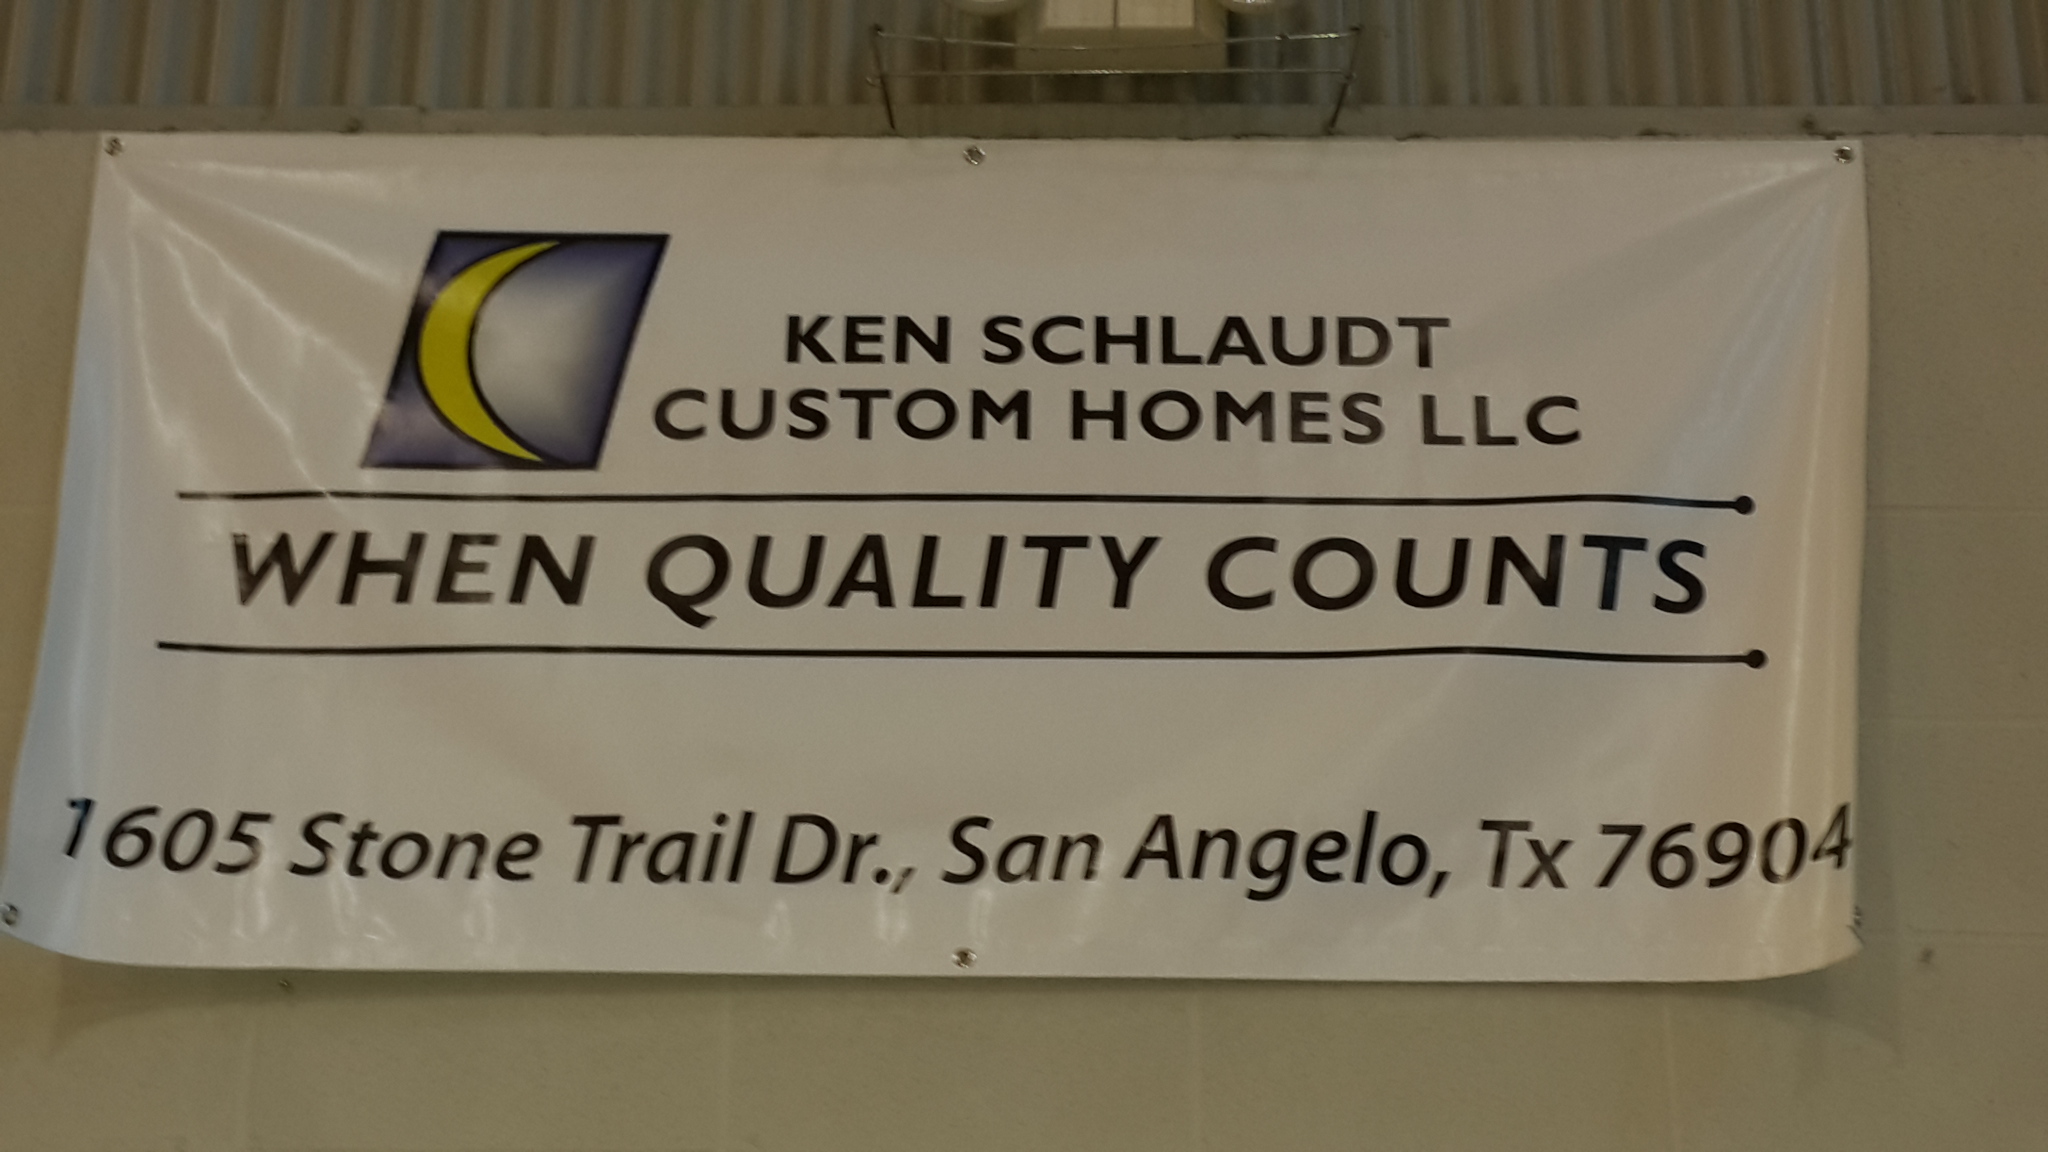 KEN SCHLAUDT
CUSTOM HOMES LLC
WHEN QUALITY COUNTS
1605 Stone Trail Dr., San Angelo, Tx 76904